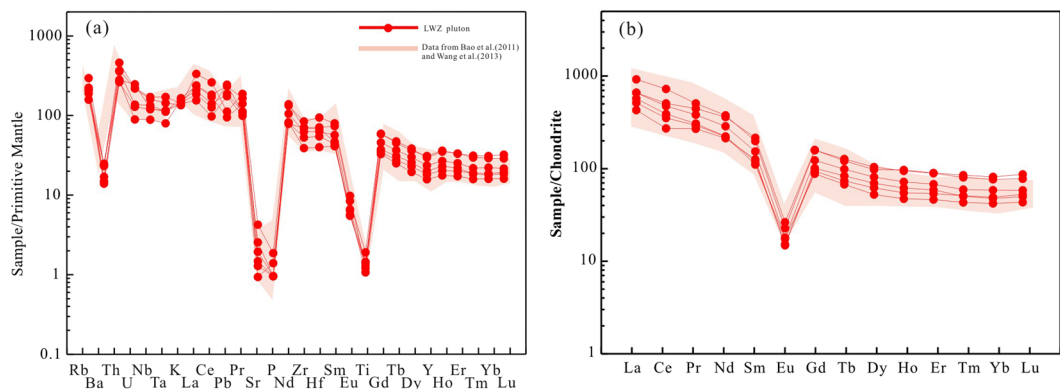 (a)
LWZ pluton
Data from Bao et al.(2011)
and Wang et al.(2013)
Sample/Primitive Mantle
1000
100
10
1
0.1
Rb Th Nb K Ce Pr P Zr Sm Ti Tb Y Er Yb
Ba U Ta La Pb Sr Nd Hf Eu Gd Dy Ho Tm Lu
(b)
Sample/Chondrite
1000
100
10
1
La Ce Pr Nd Sm Eu Gd Tb Dy Ho Er Tm Yb Lu